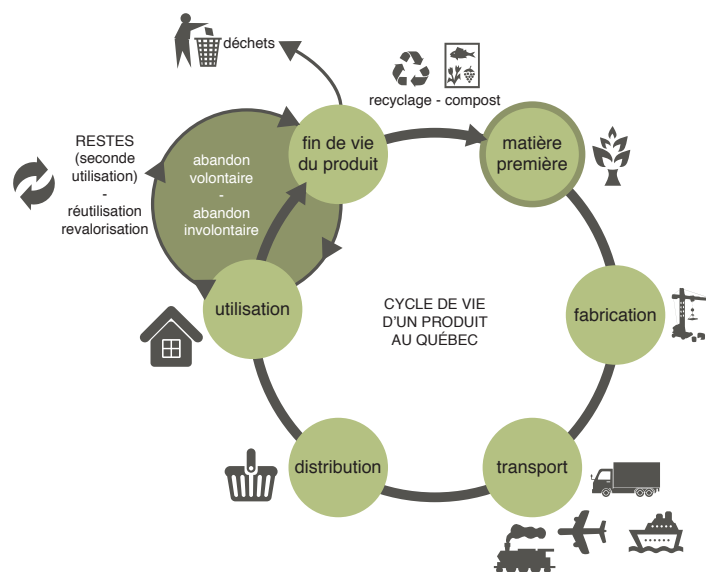 déchets
recyclage - compost
fin de vie
du produit
matière
première
RESTES
(seconde
utilisation)
-
réutilisation
revalorisation
abandon
volontaire
-
abandon
involontaire
utilisation
CYCLE DE VIE
D'UN PRODUIT
AU QUÉBEC
fabrication
distribution
transport